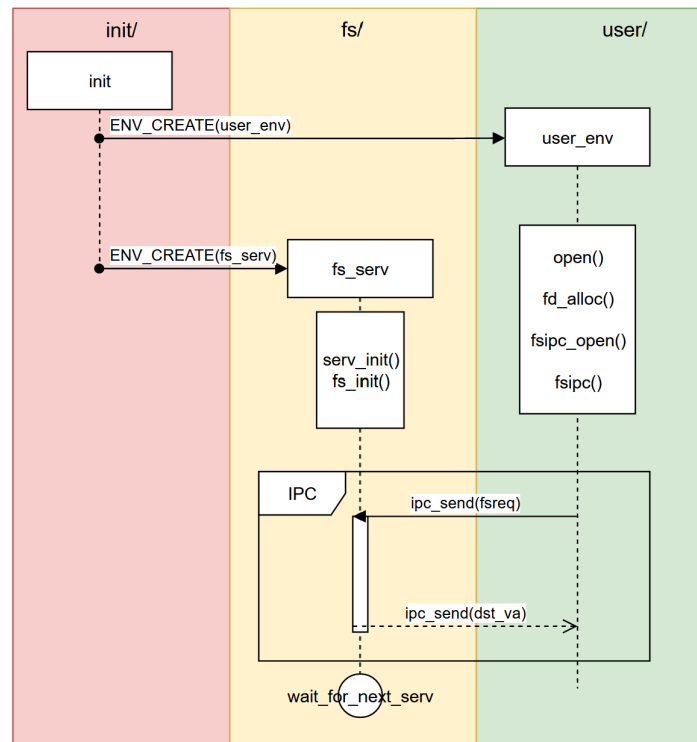 init/
fs/
user/
init
ENV_CREATE(user_env)
user_env
ENV_CREATE(fs_serv)
fs_serv
open()
fd_alloc()
fsipc_open()
fsipc()
serv_init()
fs_init()
IPC
ipc_send(fsreq)
ipc_send(dst_va)
wait_for_next_serv